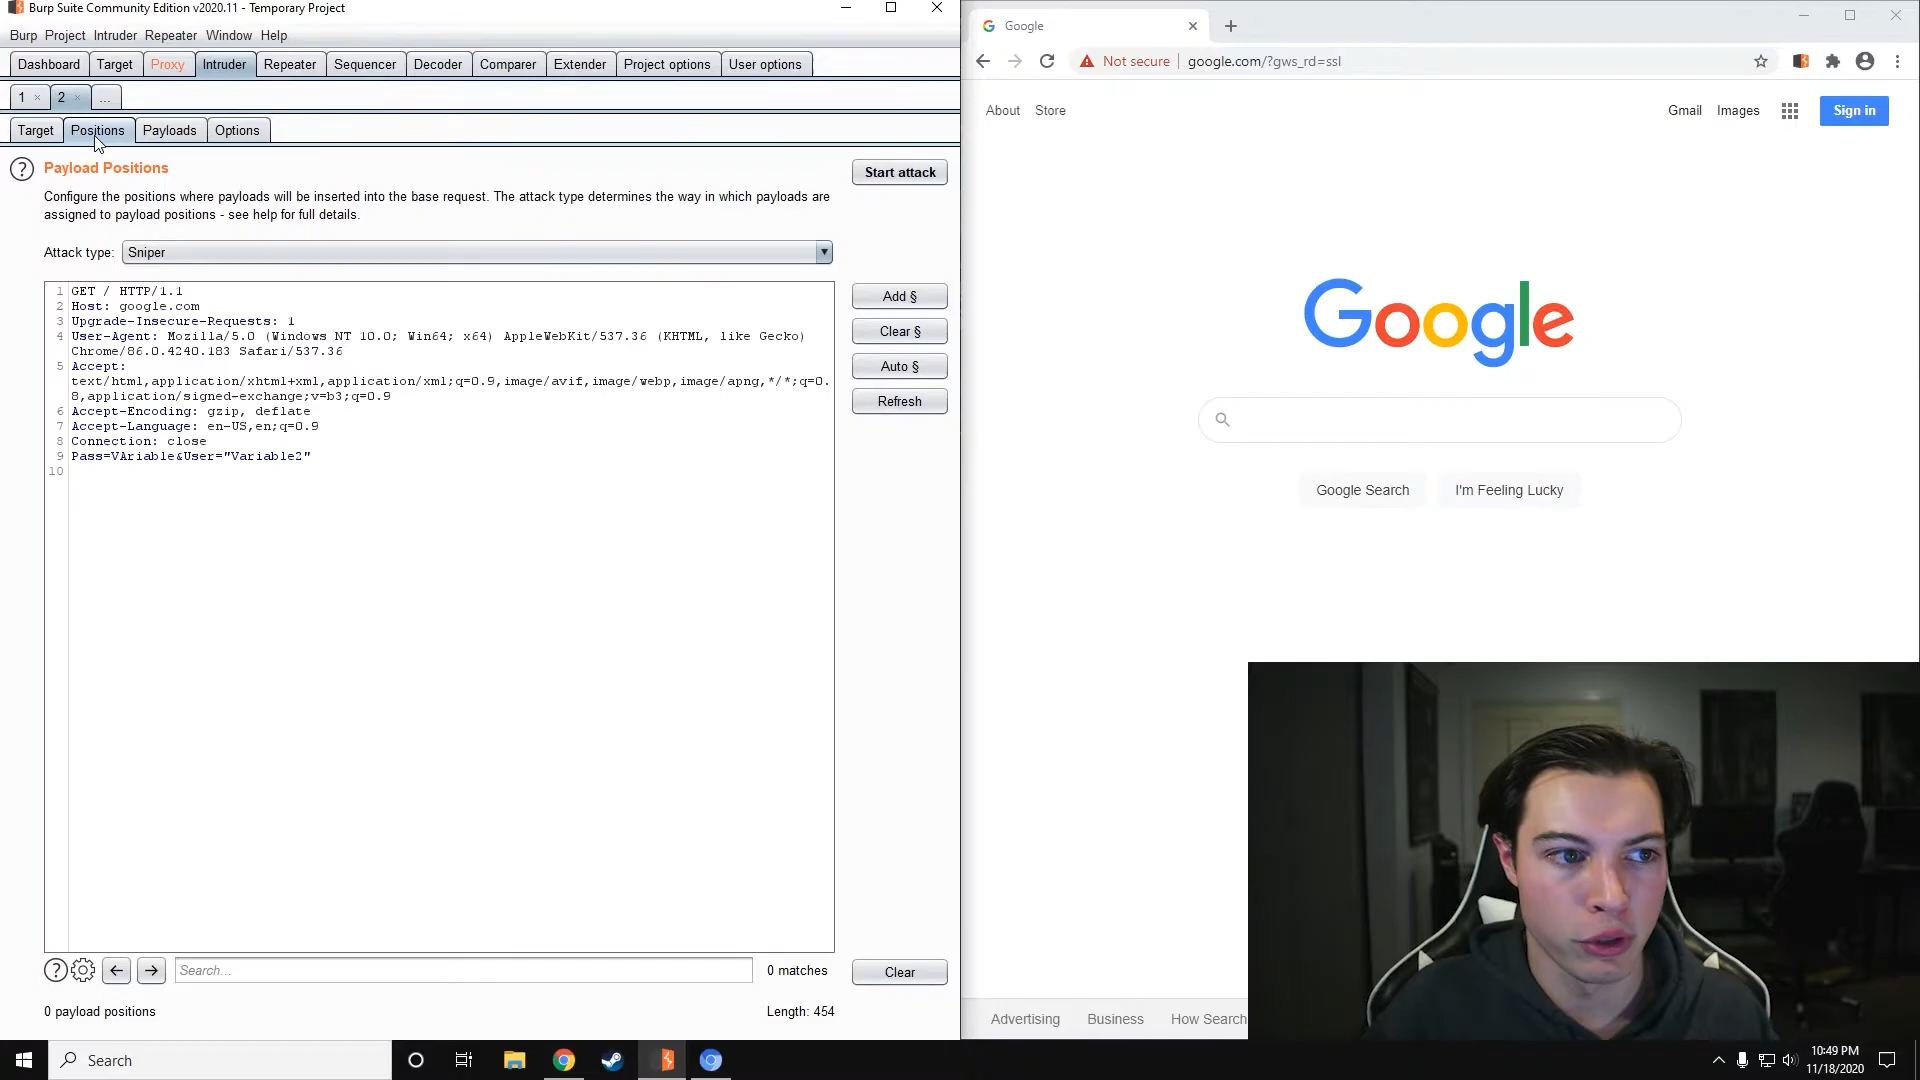 Burp Suite Community Edition v2020.11 - Temporary Project
Burp Project Intruder Repeater Window Help
Dashboard Target Proxy Intruder Repeater Sequencer Decoder Comparer Extender Project options User options
1 × 2 × ...
Target Positions Payloads Options
? Payload Positions
Start attack
Configure the positions where payloads will be inserted into the base request. The attack type determines the way in which payloads are
assigned to payload positions - see help for full details.
Attack type: Sniper
Add §
Clear §
Auto §
Refresh
1 GET / HTTP/1.1
2 Host: google.com
3 Upgrade-Insecure-Requests: 1
4 User-Agent: Mozilla/5.0 (Windows NT 10.0; Win64; x64) AppleWebKit/537.36 (KHTML, like Gecko)
Chrome/86.0.4240.183 Safari/537.36
5 Accept:
text/html,application/xhtml+xml,application/xml;q=0.9,image/avif,image/webp,image/apng,*/*;q=0.
8,application/signed-exchange;v=b3;q=0.9
6 Accept-Encoding: gzip, deflate
7 Accept-Language: en-US,en;q=0.9
8 Connection: close
9 Pass=VAriable&User="Variable2"
10
? Search... 0 matches Clear
0 payload positions Length: 454
Google
Not secure google.com/?gws_rd=ssl
About Store Gmail Images Sign in
Google
Google Search I'm Feeling Lucky
Advertising Business How Search
Search
10:49 PM
11/18/2020